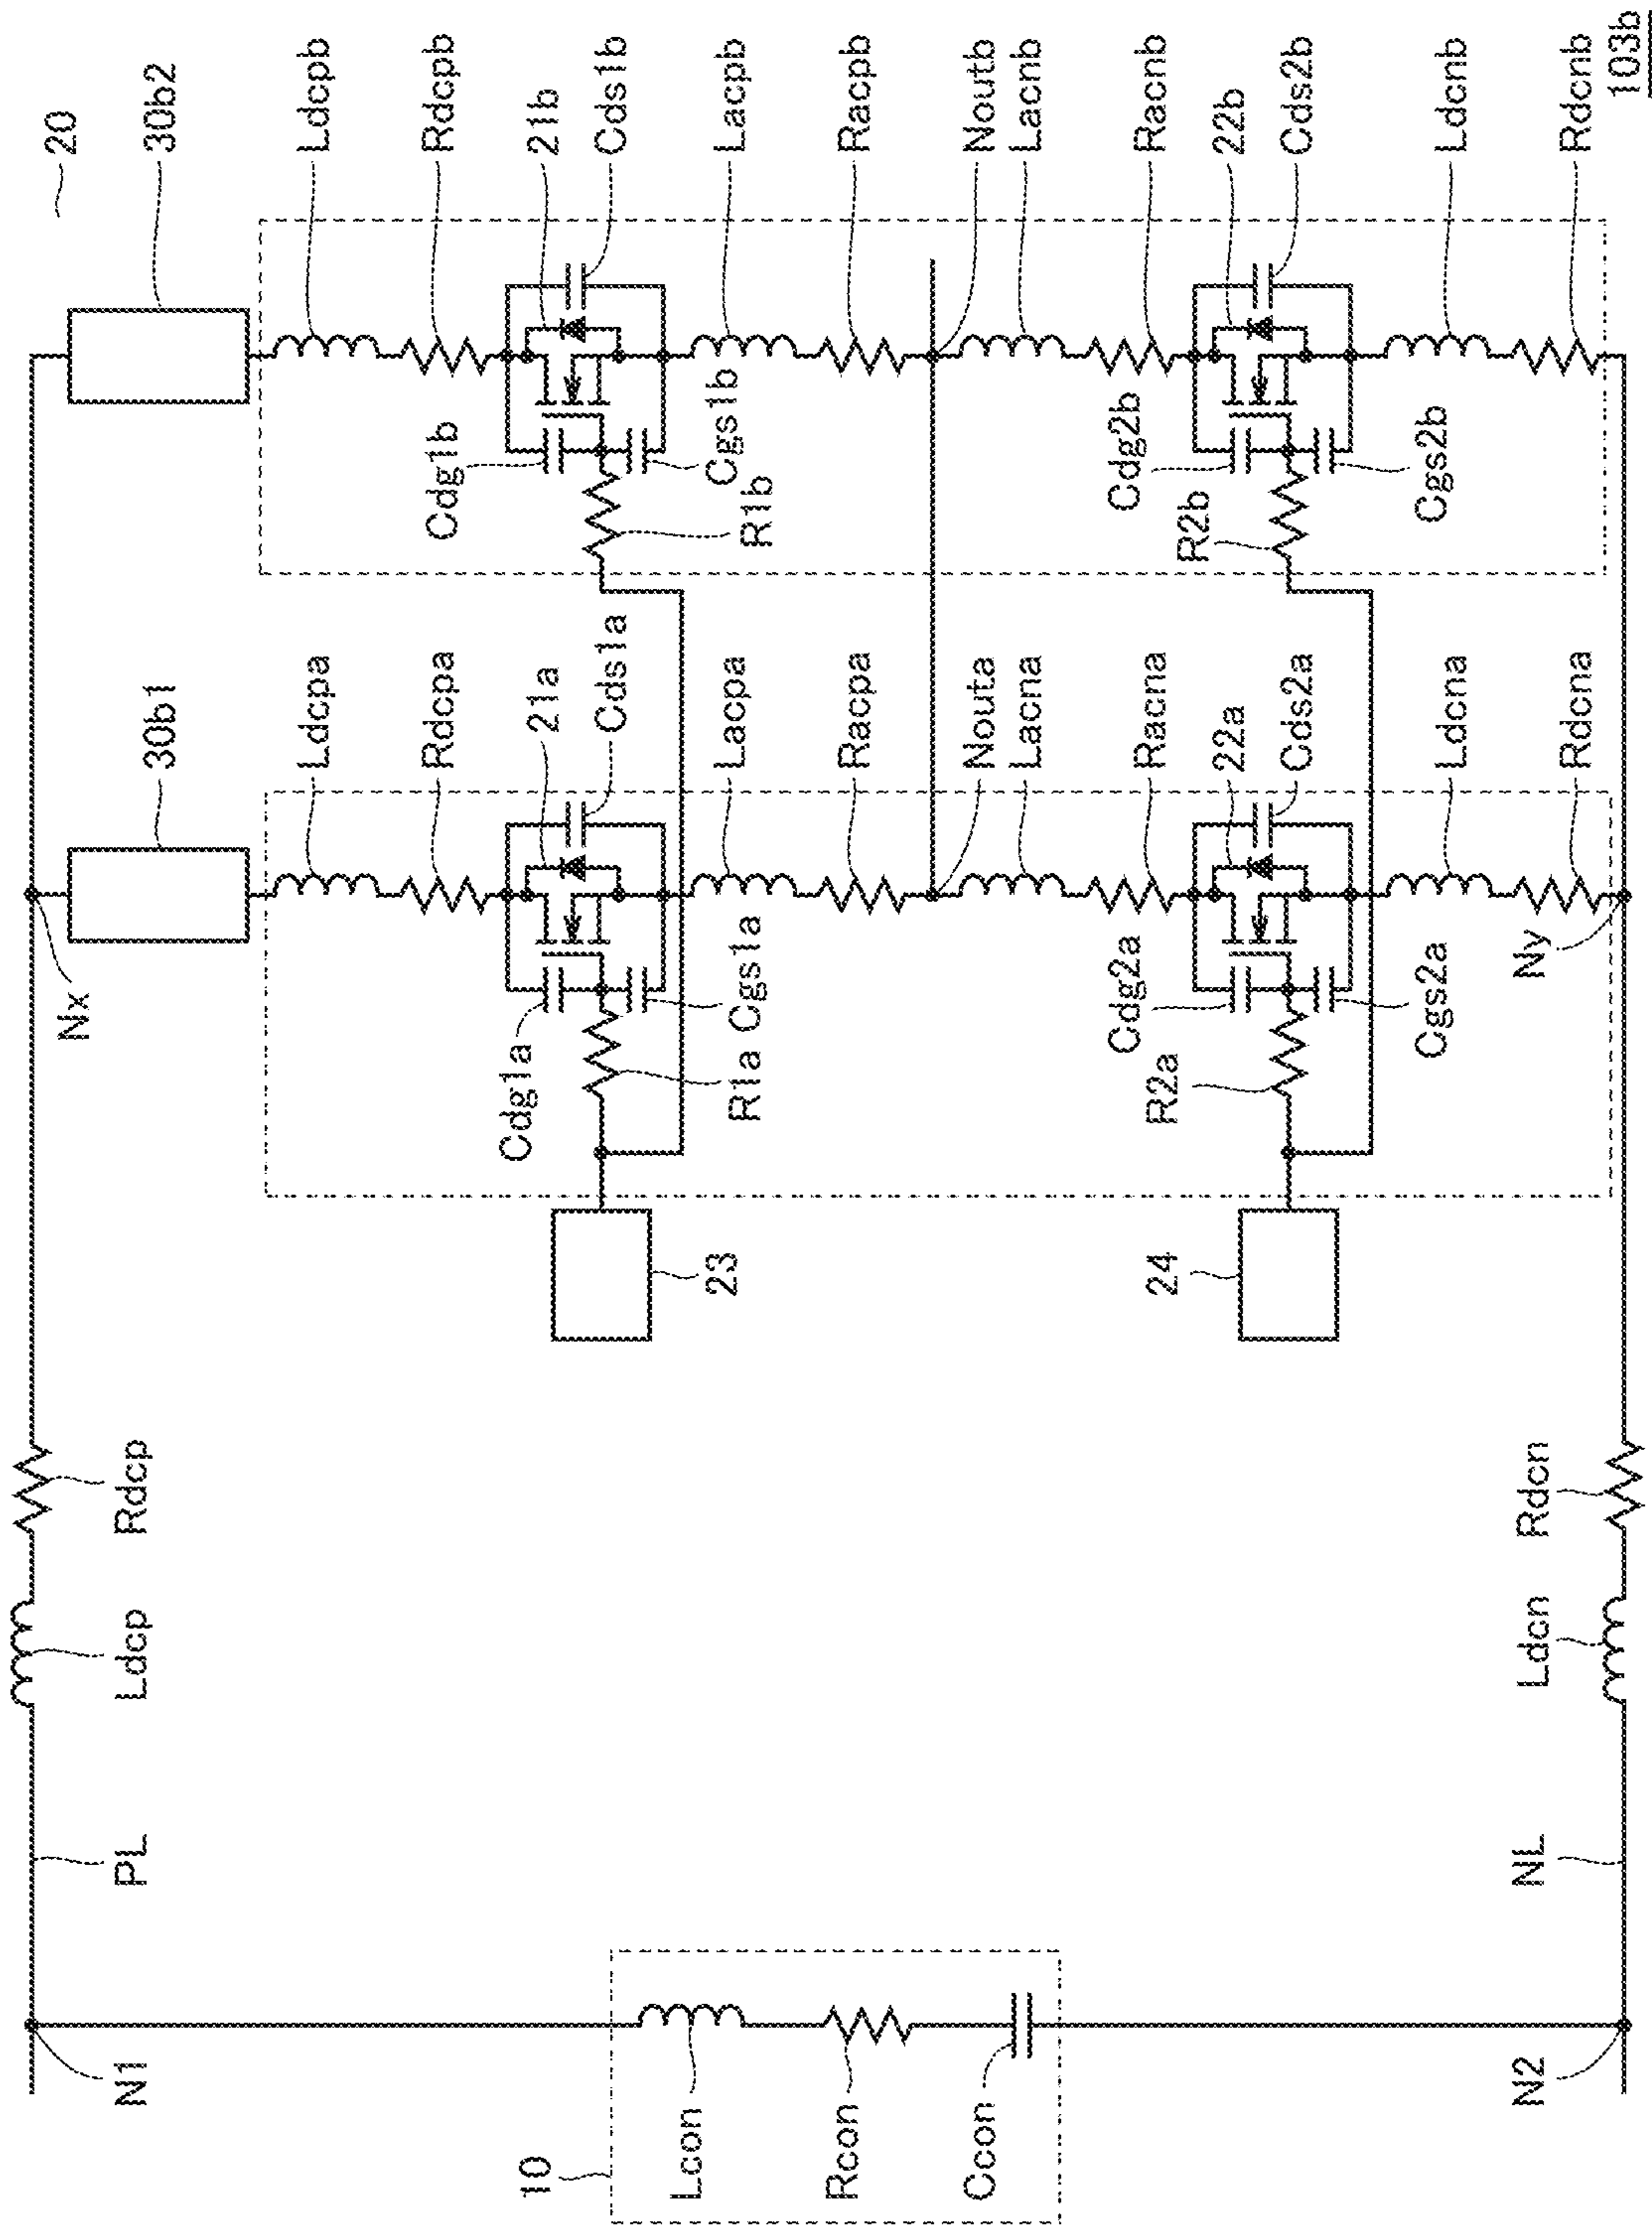 103b
20
30b2
Ldcpb
Rdcpb
21b
Cds1b
Lacpb
Racpb
Noutb
Lacnb
Racnb
22b
Cds2b
Ldcnb
Rdcnb
Cdg1b
Cgs1b
R1b
Cdg2b
R2b
Cgs2b
30b1
Ldcpa
Rdcpa
21a
Cds1a
Lacpa
Racpa
Nouta
Lacna
Racna
22a
Cds2a
Ldcna
Rdcna
Nx
Cdg1a
R1a
Cgs1a
Cdg2a
R2a
Cgs2a
Ny
23
24
Rdcp
Rdcn
Ldcp
Ldcn
PL
NL
N1
N2
10
Lcon
Rcon
Ccon